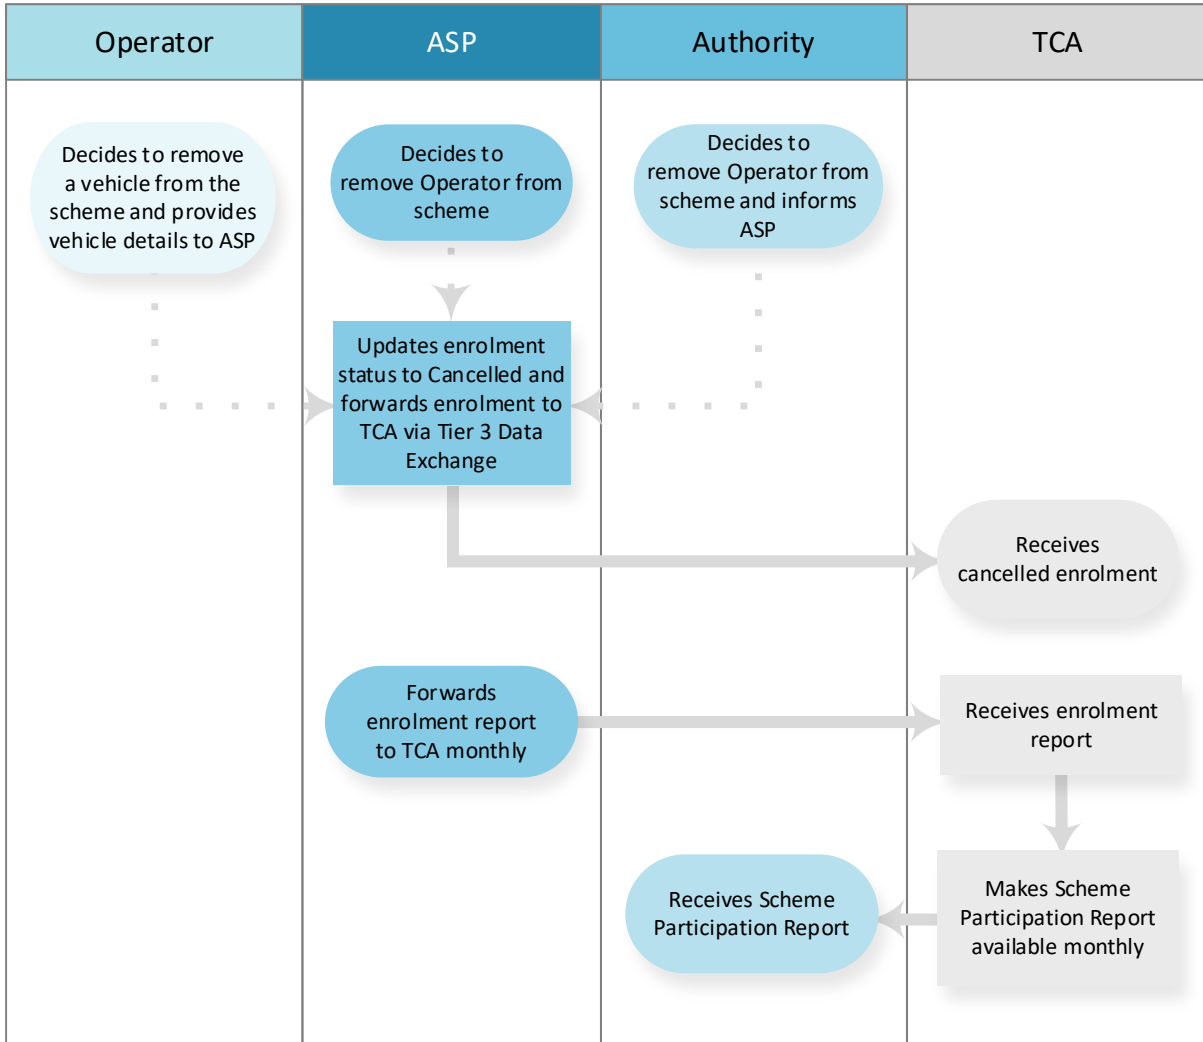 Operator
ASP
Authority
TCA
Decides to remove
a vehicle from the
scheme and provides
vehicle details to ASP
Decides to
remove Operator from
scheme
Decides to
remove Operator from
scheme and informs
ASP
Updates enrolment
status to Cancelled and
forwards enrolment to
TCA via Tier 3 Data
Exchange
Receives
cancelled enrolment
Forwards
enrolment report
to TCA monthly
Receives enrolment
report
Receives Scheme
Participation Report
Makes Scheme
Participation Report
available monthly